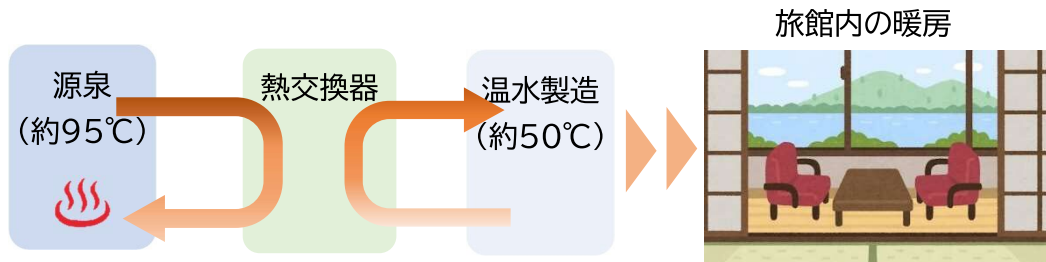 源泉
（約95℃）
熱交換器
温水製造
（約50℃）
旅館内の暖房